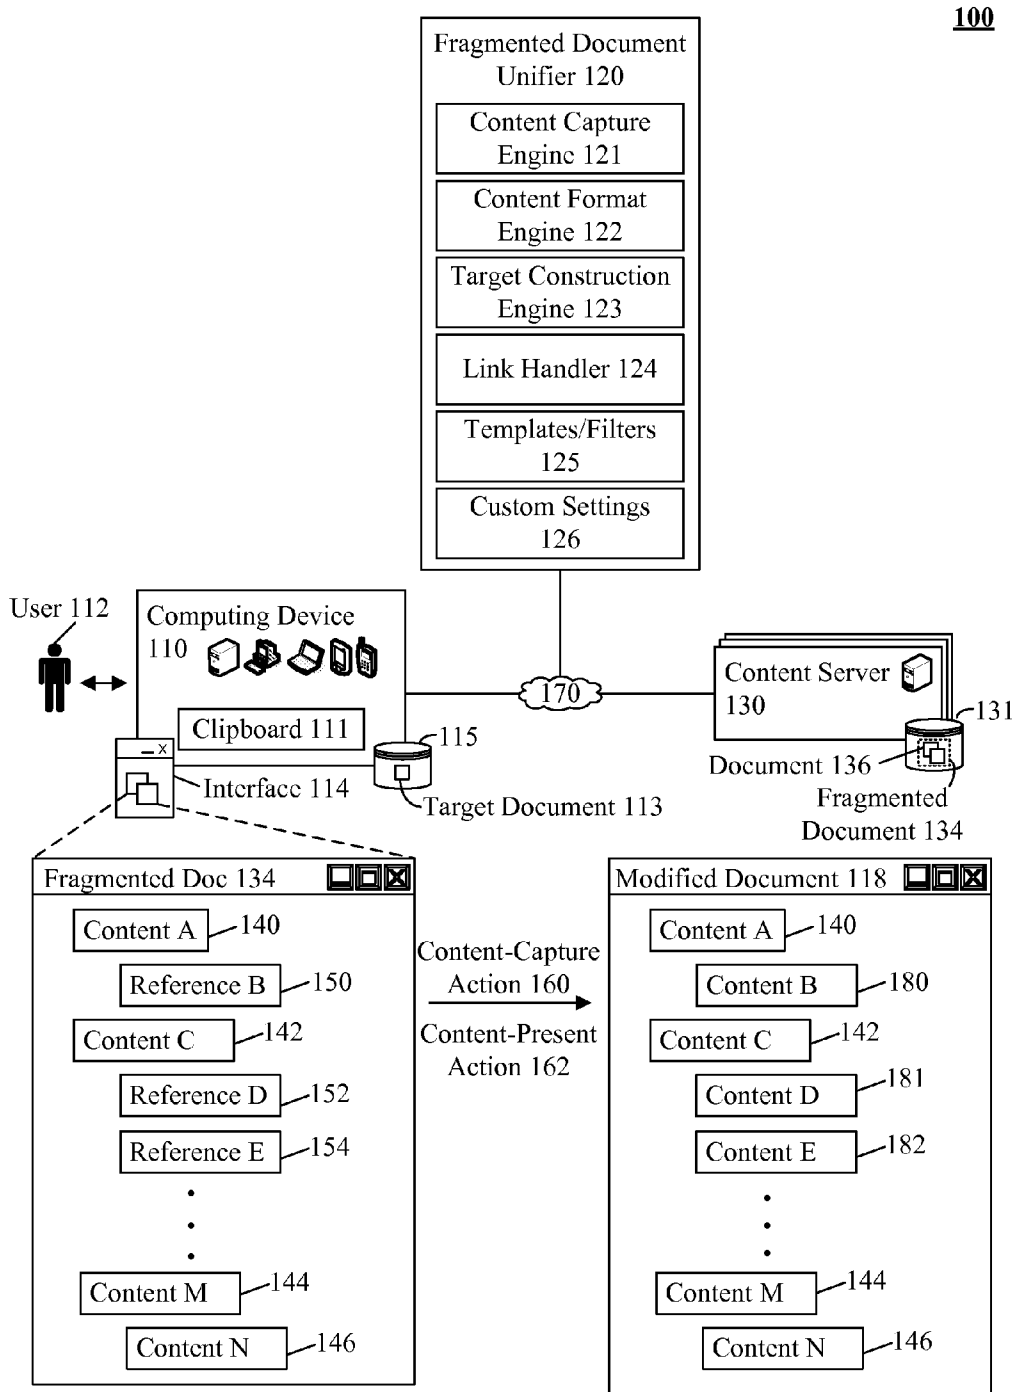 100
Fragmented Document
Unifier 120
Content Capture
Engine 121
Content Format
Engine 122
Target Construction
Engine 123
Link Handler 124
Templates/Filters
125
Custom Settings
126
User 112
Computing Device
110
Clipboard 111
Interface 114
115
Target Document 113
170
Content Server
130
131
Document 136
Fragmented
Document 134
Fragmented Doc 134
Content A
140
Reference B
150
Content C
142
Reference D
152
Reference E
154
Content M
144
Content N
146
Content-Capture
Action 160
Content-Present
Action 162
Modified Document 118
Content A
140
Content B
180
Content C
142
Content D
181
Content E
182
Content M
144
Content N
146